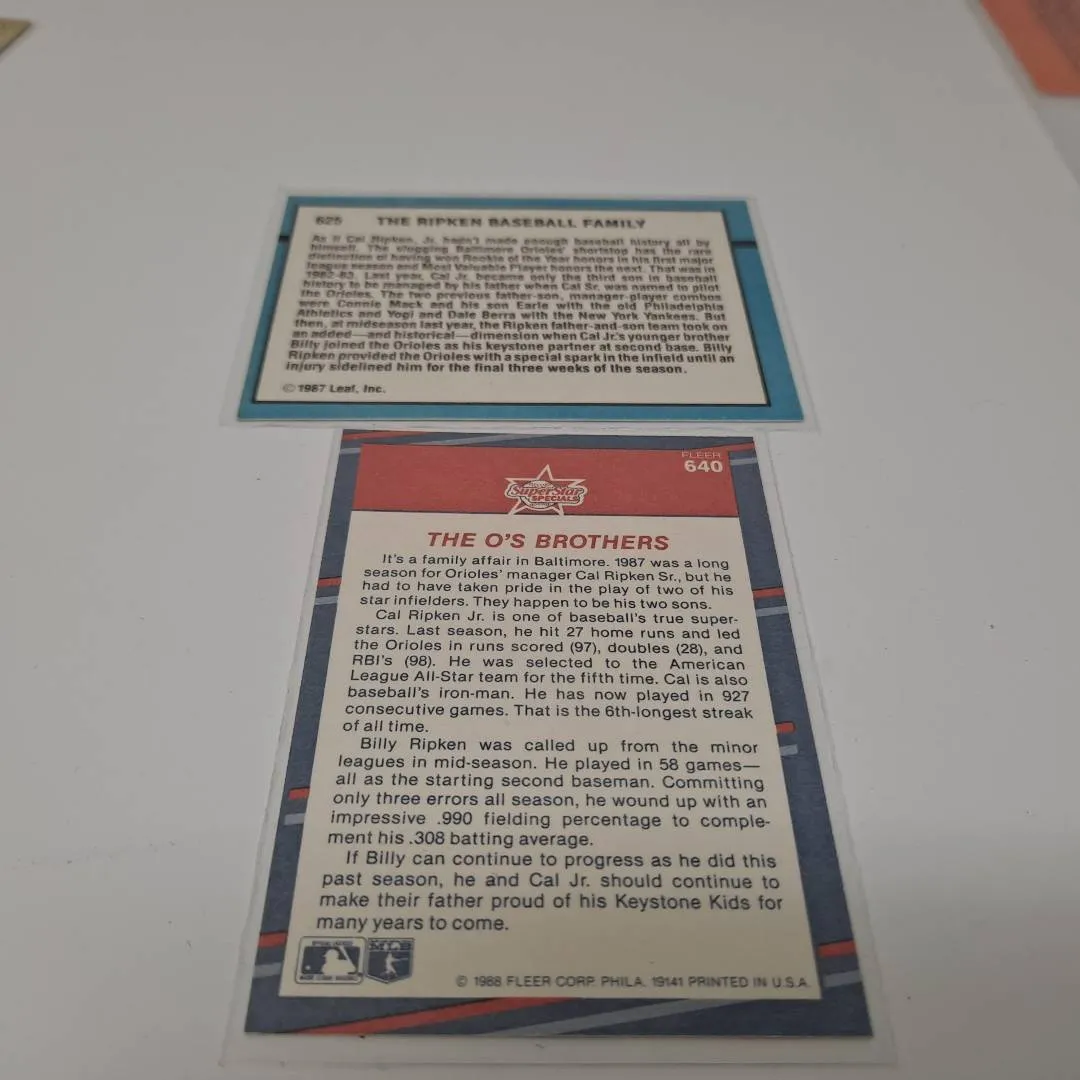 625 THE RIPKEN BASEBALL FAMILY
As if Cal Ripken, Jr. hadn't made enough baseball history all by
himself. The slugging Baltimore Orioles' shortstop has the rare
distinction of having won Rookie of the Year honors in his first major
league season and Most Valuable Player honors the next. That was in
1982-83. Last year, Cal Jr. became only the third son in baseball
history to be managed by his father when Cal Sr. was named to pilot
the Orioles. The two previous father-son, manager-player combos
were Connie Mack and his son Earle with the old Philadelphia
Athletics and Yogi and Dale Berra with the New York Yankees. But
then, at midseason last year, the Ripken father-and-son team took on
an added—and historical—dimension when Cal Jr.'s younger brother
Billy joined the Orioles as his keystone partner at second base. Billy
Ripken provided the Orioles with a special spark in the infield until an
injury sidelined him for the final three weeks of the season.
© 1987 Leaf, Inc.
FLEER
640
SuperStar
SPECIALS
THE O'S BROTHERS
It's a family affair in Baltimore. 1987 was a long
season for Orioles' manager Cal Ripken Sr., but he
had to have taken pride in the play of two of his
star infielders. They happen to be his two sons.
Cal Ripken Jr. is one of baseball's true super-
stars. Last season, he hit 27 home runs and led
the Orioles in runs scored (97), doubles (28), and
RBI's (98). He was selected to the American
League All-Star team for the fifth time. Cal is also
baseball's iron-man. He has now played in 927
consecutive games. That is the 6th-longest streak
of all time.
Billy Ripken was called up from the minor
leagues in mid-season. He played in 58 games—
all as the starting second baseman. Committing
only three errors all season, he wound up with an
impressive .990 fielding percentage to comple-
ment his .308 batting average.
If Billy can continue to progress as he did this
past season, he and Cal Jr. should continue to
make their father proud of his Keystone Kids for
many years to come.
MLB
© 1988 FLEER CORP. PHILA. 19141 PRINTED IN U.S.A.